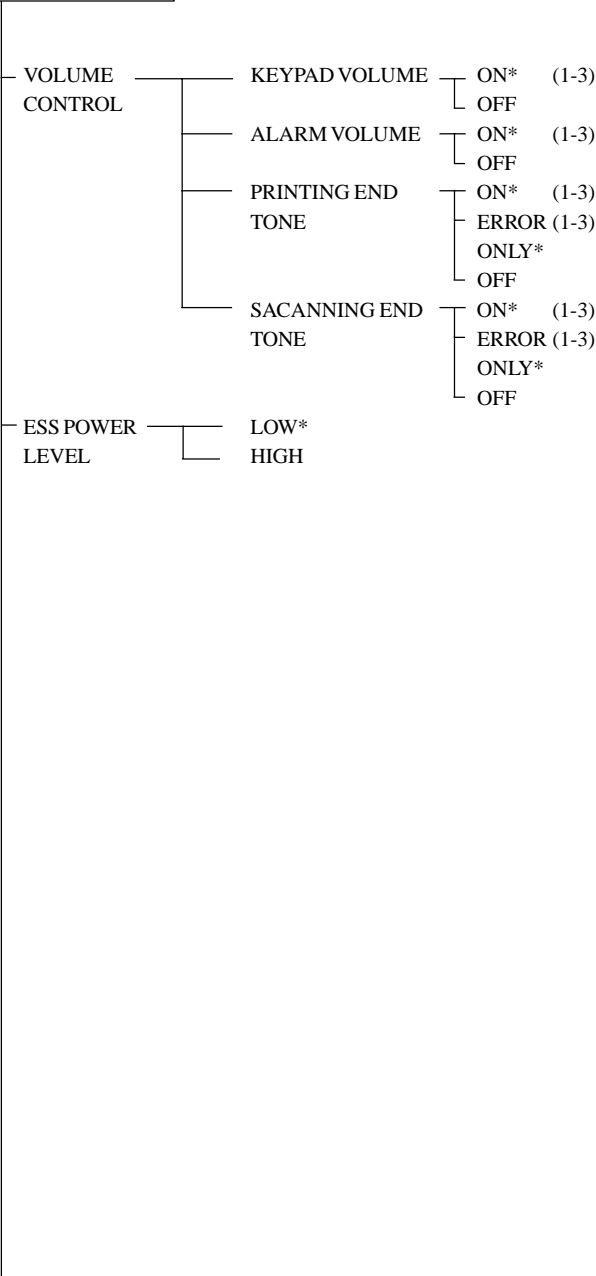 VOLUME KEYPAD VOLUME ON* (1-3)
CONTROL OFF
ALARM VOLUME ON* (1-3)
OFF
PRINTING END ON* (1-3)
TONE ERROR (1-3)
ONLY*
OFF
SACANNING END ON* (1-3)
TONE ERROR (1-3)
ONLY*
OFF
ESS POWER LOW*
LEVEL HIGH